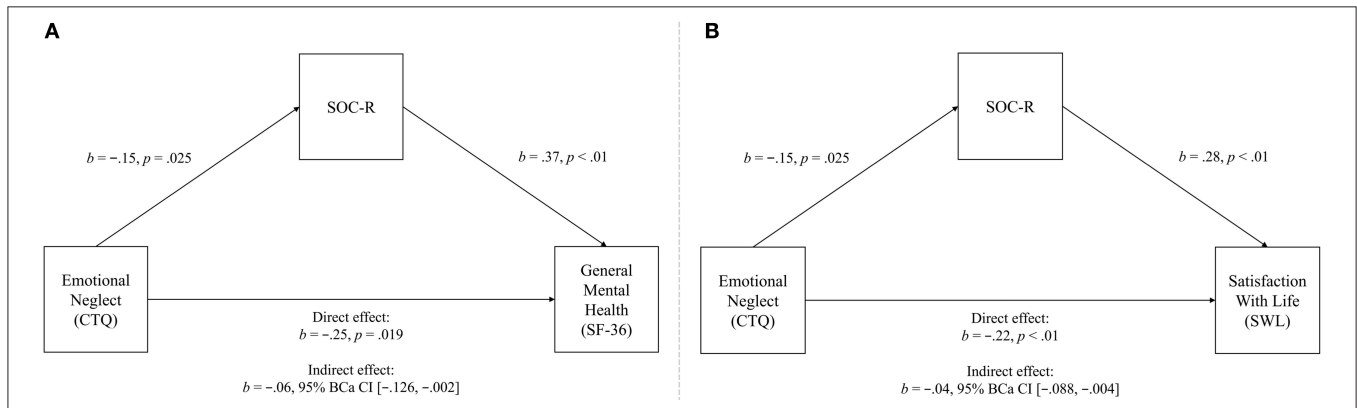 A
SOC-R
b = −.15, p = .025
b = .37, p < .01
Emotional
Neglect
(CTQ)
General
Mental
Health
(SF-36)
Direct effect:
b = −.25, p = .019
Indirect effect:
b = −.06, 95% BCa CI [−.126, −.002]
B
SOC-R
b = −.15, p = .025
b = .28, p < .01
Emotional
Neglect
(CTQ)
Satisfaction
With Life
(SWL)
Direct effect:
b = −.22, p < .01
Indirect effect:
b = −.04, 95% BCa CI [−.088, −.004]